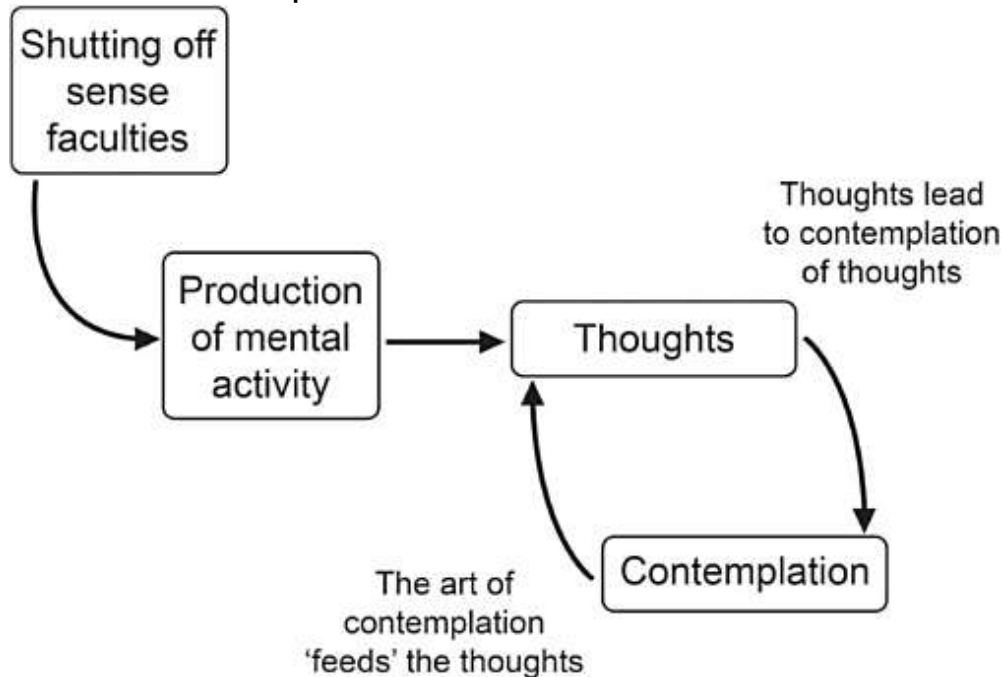 Shutting off
sense
faculties
Production
of mental
activity
Thoughts
Thoughts lead
to contemplation
of thoughts
Contemplation
The art of
contemplation
‘feeds’ the thoughts